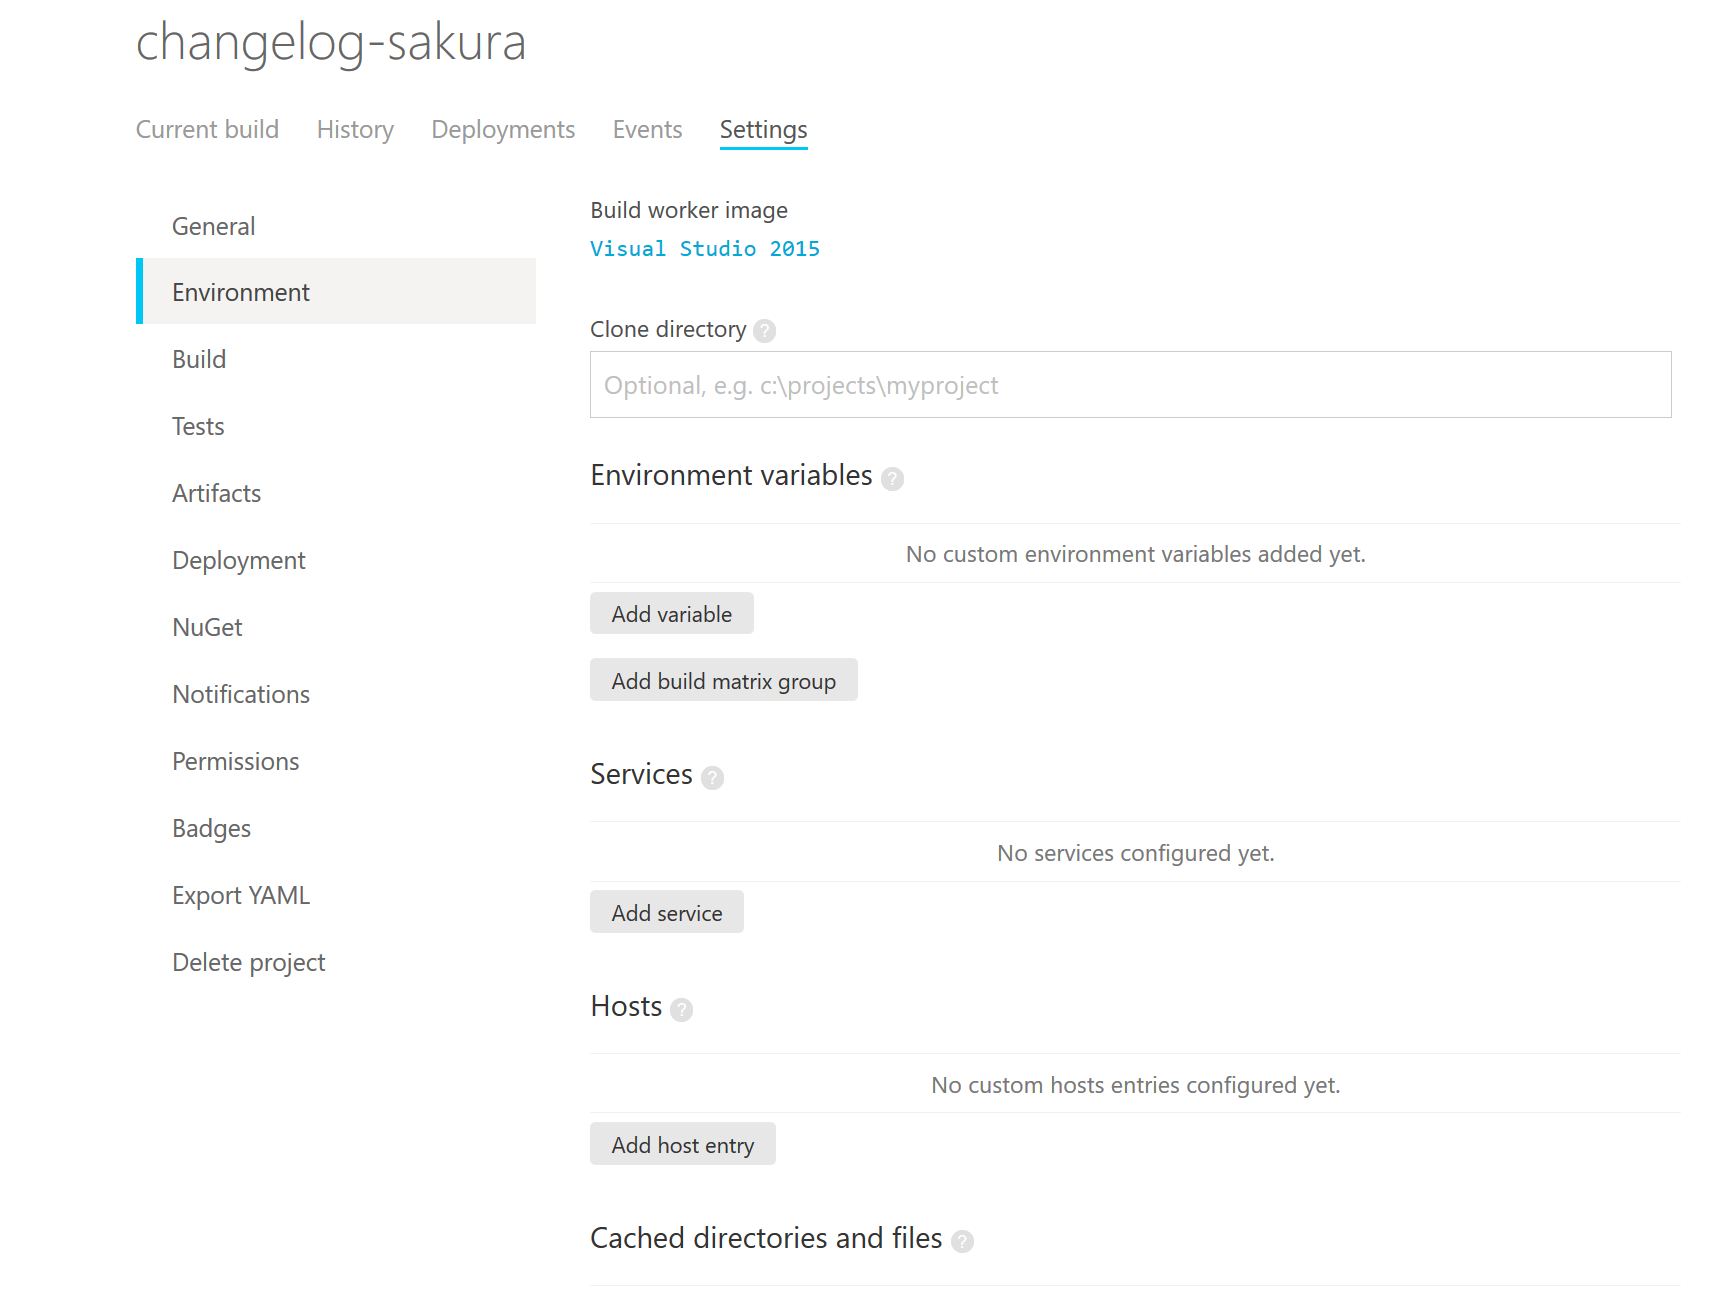 changelog-sakura
Current build History Deployments Events Settings
General
Environment
Build
Tests
Artifacts
Deployment
NuGet
Notifications
Permissions
Badges
Export YAML
Delete project
Build worker image
Visual Studio 2015
Clone directory ?
Optional, e.g. c:\projects\myproject
Environment variables ?
No custom environment variables added yet.
Add variable
Add build matrix group
Services ?
No services configured yet.
Add service
Hosts ?
No custom hosts entries configured yet.
Add host entry
Cached directories and files ?